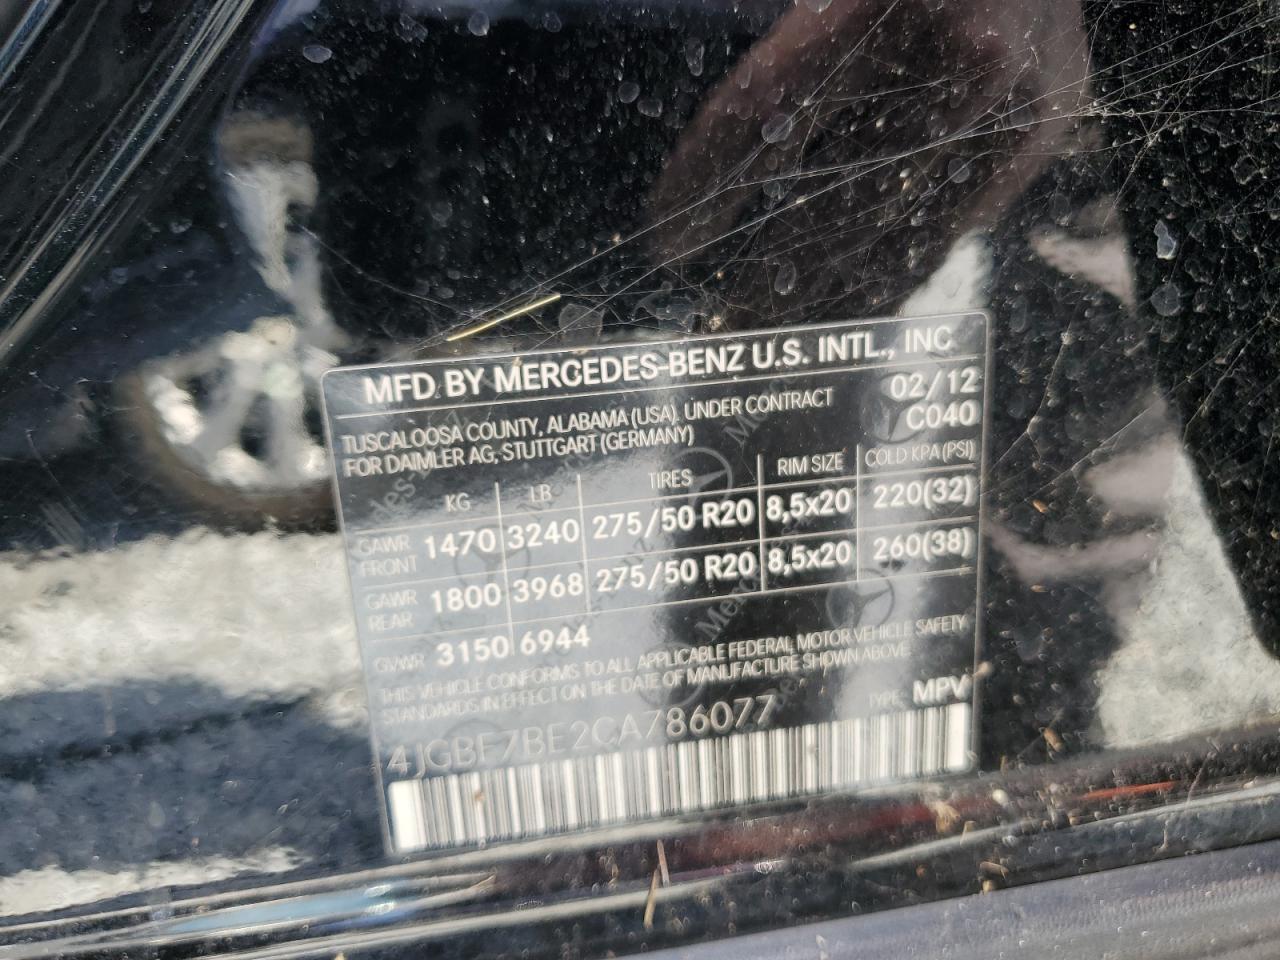 MFD. BY MERCEDES-BENZ U.S. INTL., INC
TUSCALOOSA COUNTY, ALABAMA (USA). UNDER CONTRACT 02/12
FOR DAIMLER AG, STUTTGART (GERMANY) C040
KG LB TIRES RIM SIZE COLD KPA (PSI)
GAWR FRONT 1470 3240 275/50 R20 8,5x20 220(32)
GAWR REAR 1800 3968 275/50 R20 8,5x20 260(38)
GVWR 3150 6944
THIS VEHICLE CONFORMS TO ALL APPLICABLE FEDERAL MOTOR VEHICLE SAFETY
STANDARDS IN EFFECT ON THE DATE OF MANUFACTURE SHOWN ABOVE.
4JGBF7BE2CA786077 TYPE: MPV